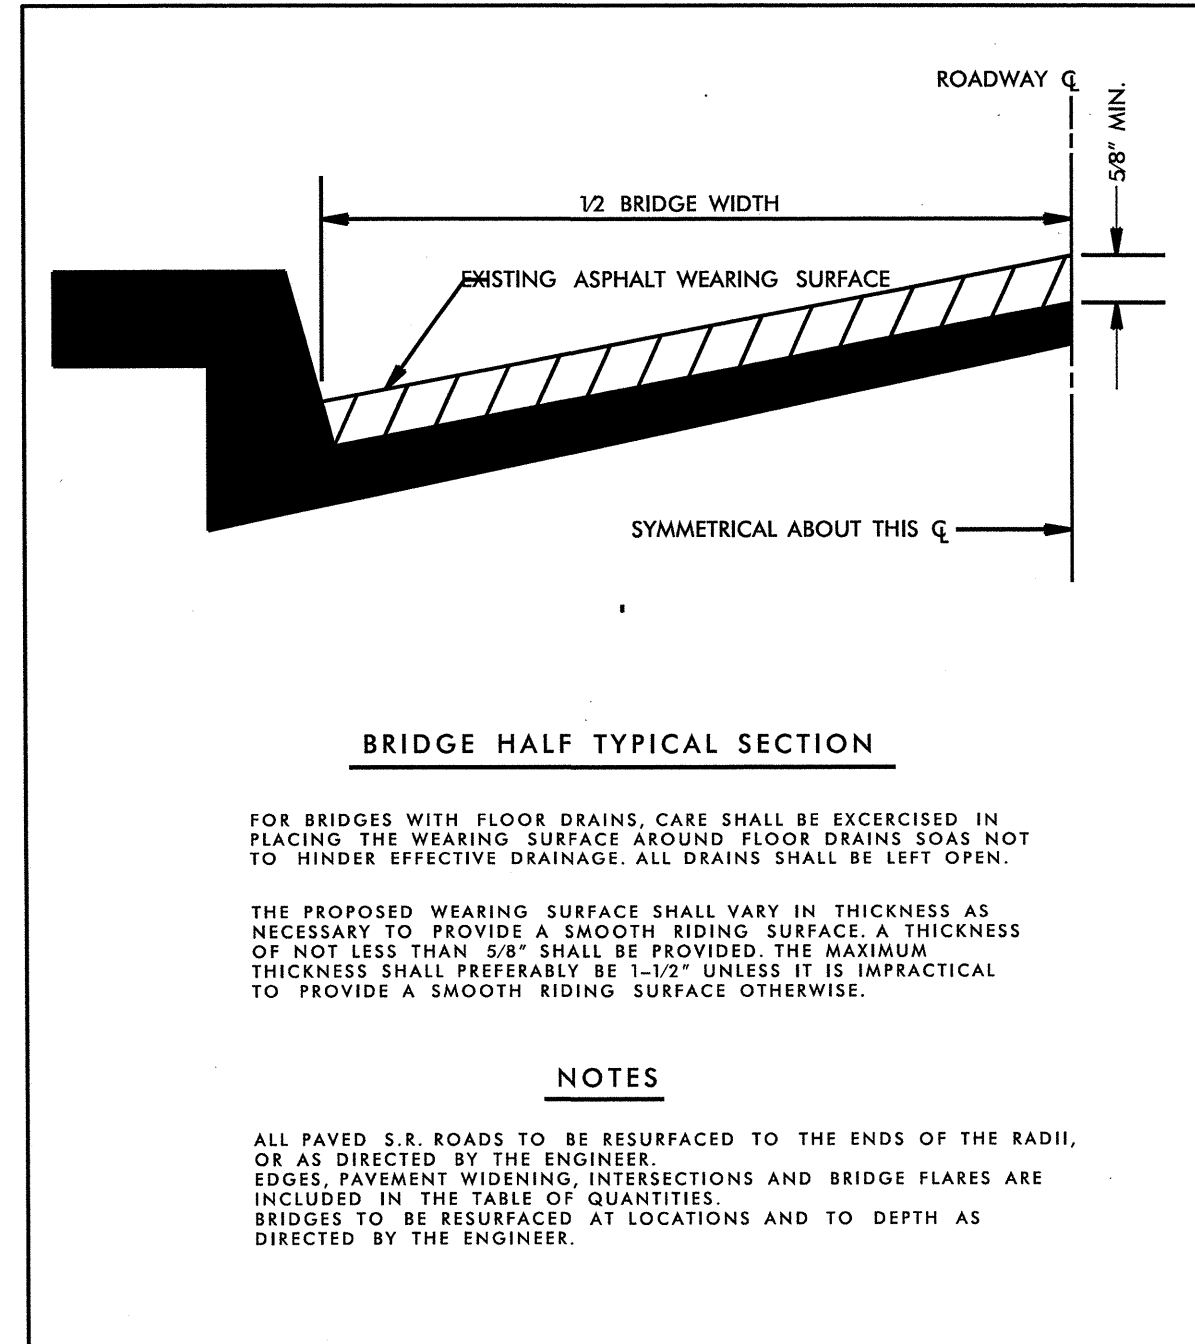 ROADWAY ℄
5/8" MIN.
1/2 BRIDGE WIDTH
EXISTING ASPHALT WEARING SURFACE
SYMMETRICAL ABOUT THIS ℄
BRIDGE HALF TYPICAL SECTION
FOR BRIDGES WITH FLOOR DRAINS, CARE SHALL BE EXCERCISED IN
PLACING THE WEARING SURFACE AROUND FLOOR DRAINS SOAS NOT
TO HINDER EFFECTIVE DRAINAGE. ALL DRAINS SHALL BE LEFT OPEN.
THE PROPOSED WEARING SURFACE SHALL VARY IN THICKNESS AS
NECESSARY TO PROVIDE A SMOOTH RIDING SURFACE. A THICKNESS
OF NOT LESS THAN 5/8" SHALL BE PROVIDED. THE MAXIMUM
THICKNESS SHALL PREFERABLY BE 1-1/2" UNLESS IT IS IMPRACTICAL
TO PROVIDE A SMOOTH RIDING SURFACE OTHERWISE.
NOTES
ALL PAVED S.R. ROADS TO BE RESURFACED TO THE ENDS OF THE RADII,
OR AS DIRECTED BY THE ENGINEER.
EDGES, PAVEMENT WIDENING, INTERSECTIONS AND BRIDGE FLARES ARE
INCLUDED IN THE TABLE OF QUANTITIES.
BRIDGES TO BE RESURFACED AT LOCATIONS AND TO DEPTH AS
DIRECTED BY THE ENGINEER.